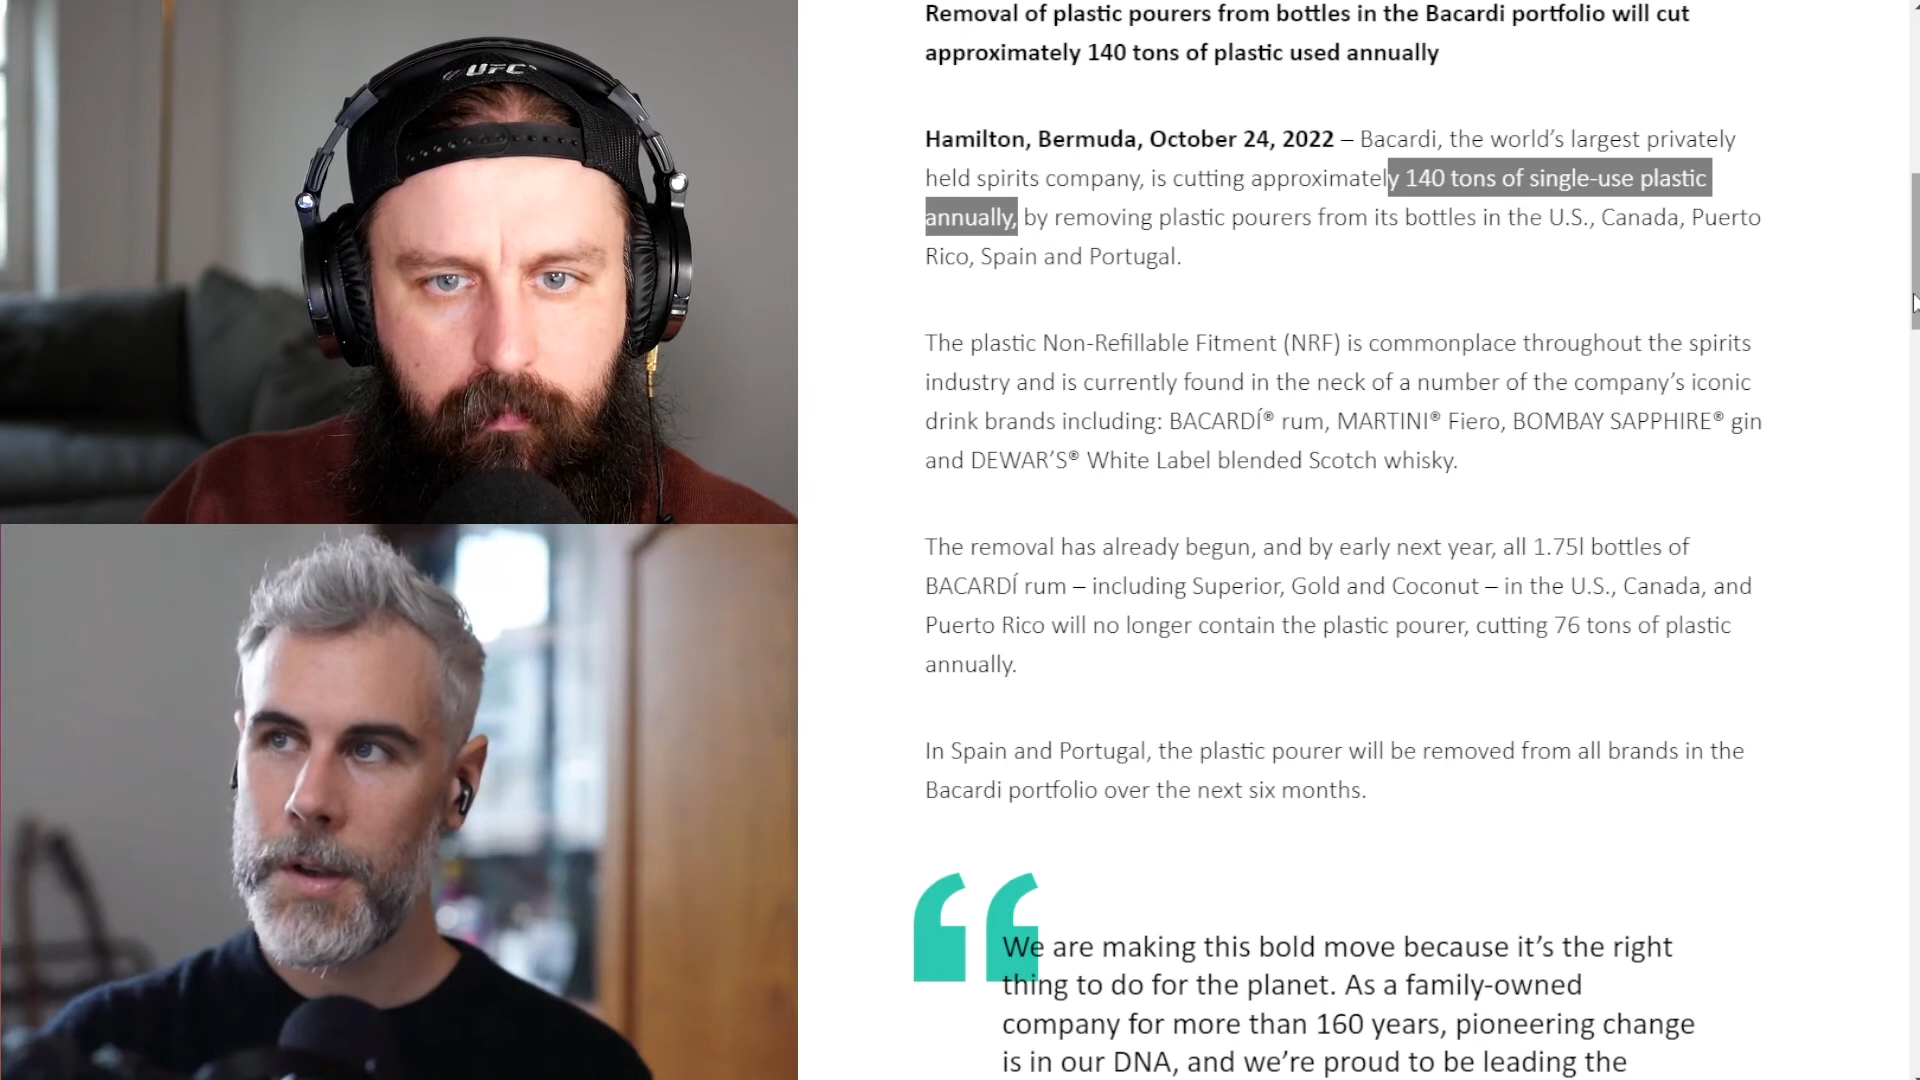 UFC
Removal of plastic pourers from bottles in the Bacardi portfolio will cut
approximately 140 tons of plastic used annually
Hamilton, Bermuda, October 24, 2022 – Bacardi, the world’s largest privately
held spirits company, is cutting approximately 140 tons of single-use plastic
annually, by removing plastic pourers from its bottles in the U.S., Canada, Puerto
Rico, Spain and Portugal.
The plastic Non-Refillable Fitment (NRF) is commonplace throughout the spirits
industry and is currently found in the neck of a number of the company’s iconic
drink brands including: BACARDÍ® rum, MARTINI® Fiero, BOMBAY SAPPHIRE® gin
and DEWAR’S® White Label blended Scotch whisky.
The removal has already begun, and by early next year, all 1.75l bottles of
BACARDÍ rum – including Superior, Gold and Coconut – in the U.S., Canada, and
Puerto Rico will no longer contain the plastic pourer, cutting 76 tons of plastic
annually.
In Spain and Portugal, the plastic pourer will be removed from all brands in the
Bacardi portfolio over the next six months.
“We are making this bold move because it’s the right
thing to do for the planet. As a family-owned
company for more than 160 years, pioneering change
is in our DNA, and we’re proud to be leading the